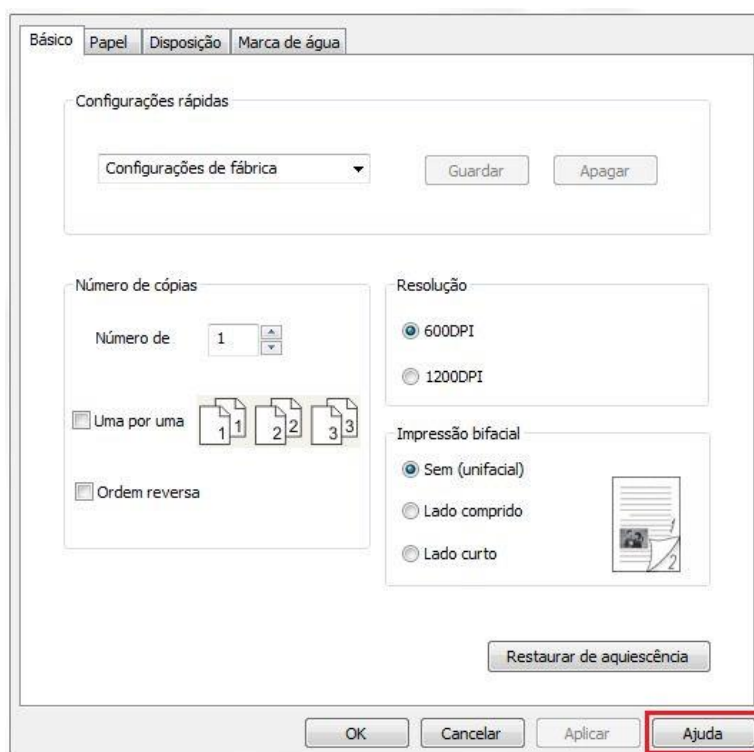 Básico Papel Disposição Marca de água
Configurações rápidas
Configurações de fábrica Guardar Apagar
Número de cópias
Número de 1
Uma por uma 1 1 2 2 3 3
Ordem reversa
Resolução
600DPI
1200DPI
Impressão bifacial
Sem (unifacial)
Lado comprido
Lado curto
1
2
Restaurar de aquiescência
OK Cancelar Aplicar Ajuda